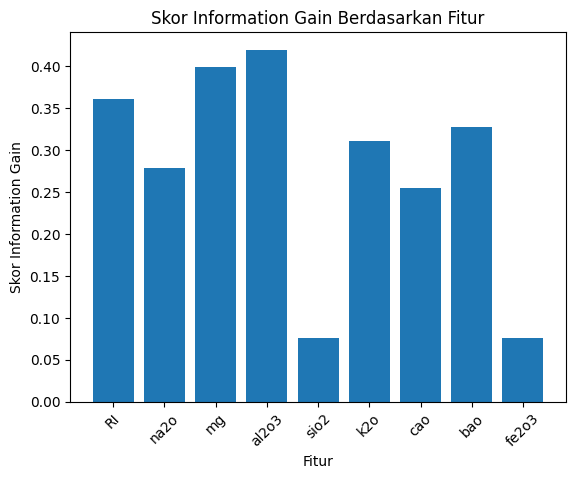 Skor Information Gain Berdasarkan Fitur
Skor Information Gain
0.40
0.35
0.30
0.25
0.20
0.15
0.10
0.05
0.00
RI
na2o
mg
al2o3
sio2
k2o
cao
bao
fe2o3
Fitur